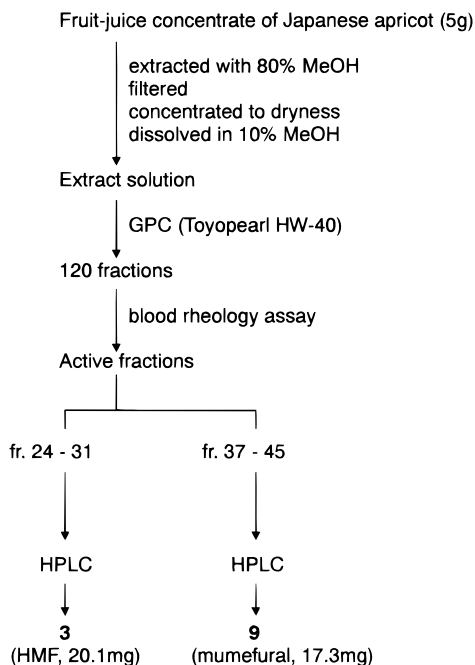 Fruit-juice concentrate of Japanese apricot (5g)
extracted with 80% MeOH
filtered
concentrated to dryness
dissolved in 10% MeOH
Extract solution
GPC (Toyopearl HW-40)
120 fractions
blood rheology assay
Active fractions
fr. 24 - 31
fr. 37 - 45
HPLC
HPLC
3
9
(HMF, 20.1mg)
(mumefural, 17.3mg)